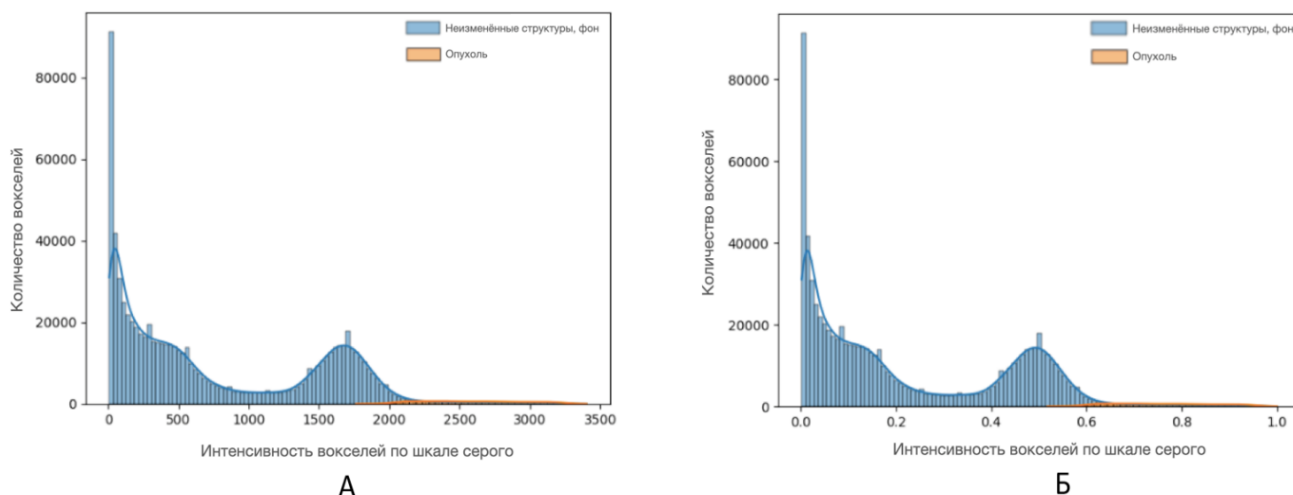 Неизменённые структуры, фон
Опухоль
80000
60000
40000
20000
0
Количество вокселей
0 500 1000 1500 2000 2500 3000 3500
Интенсивность вокселей по шкале серого
А
Неизменённые структуры, фон
Опухоль
80000
60000
40000
20000
0
Количество вокселей
0.0 0.2 0.4 0.6 0.8 1.0
Интенсивность вокселей по шкале серого
Б